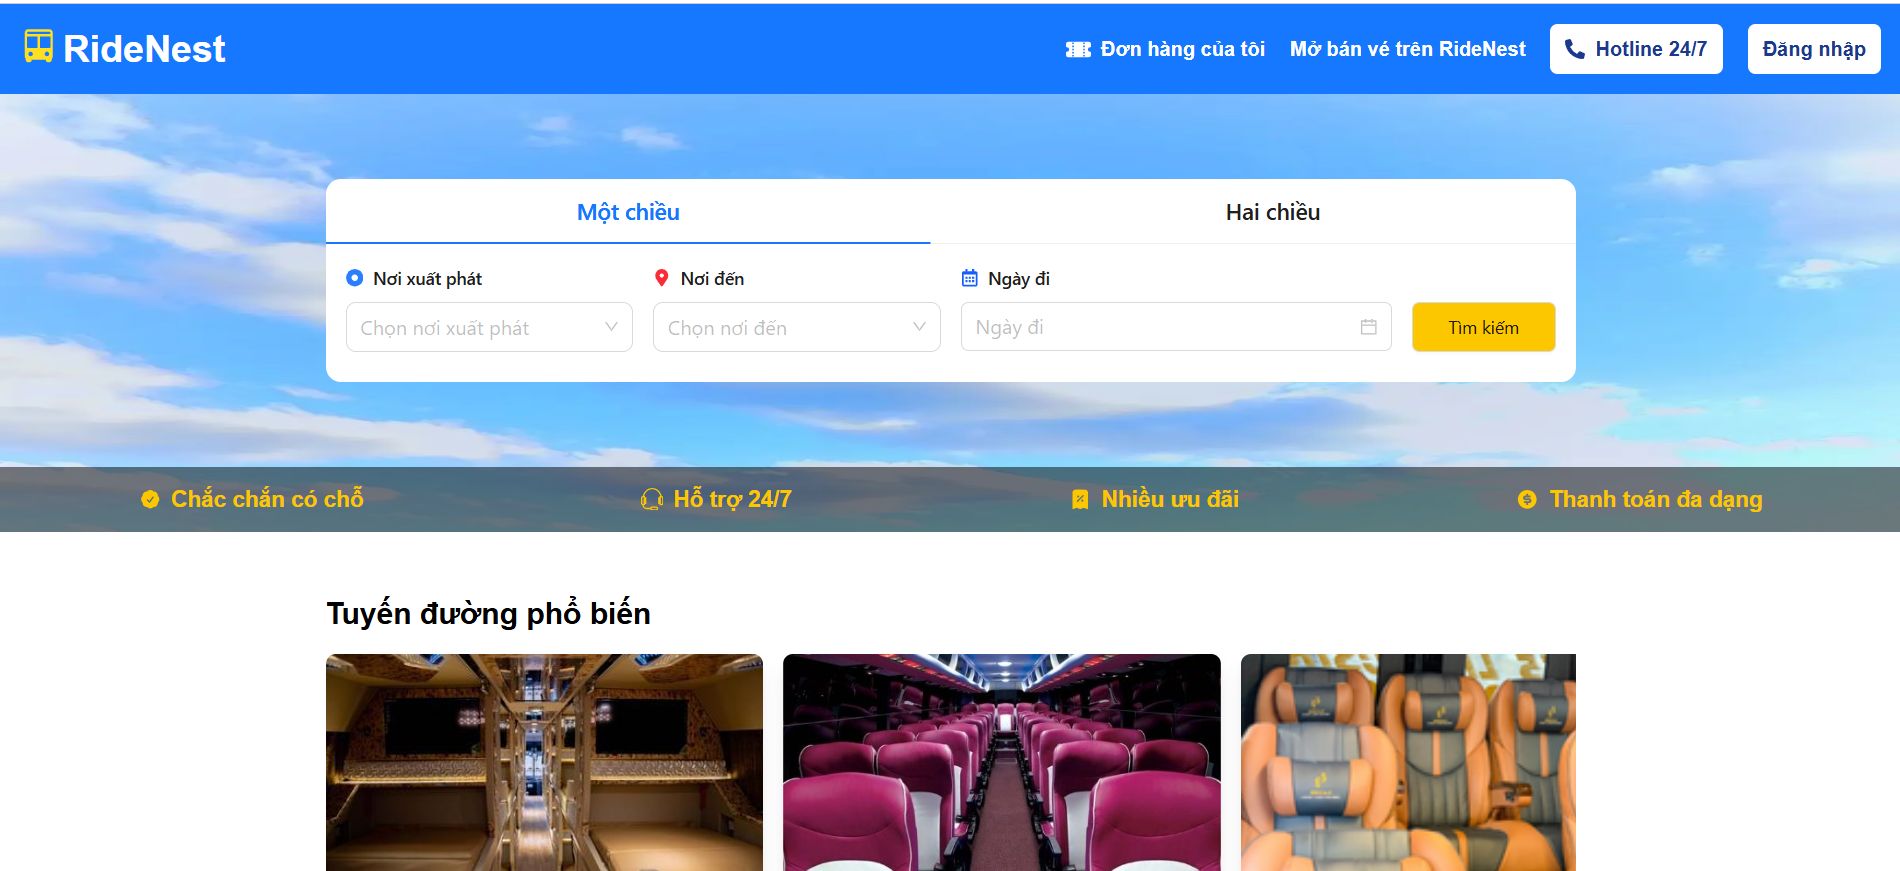 RideNest
Đơn hàng của tôi
Mở bán vé trên RideNest
Hotline 24/7
Đăng nhập
Một chiều
Hai chiều
Nơi xuất phát
Nơi đến
Ngày đi
Chọn nơi xuất phát
Chọn nơi đến
Ngày đi
Tìm kiếm
Chắc chắn có chỗ
Hỗ trợ 24/7
Nhiều ưu đãi
Thanh toán đa dạng
Tuyến đường phổ biến